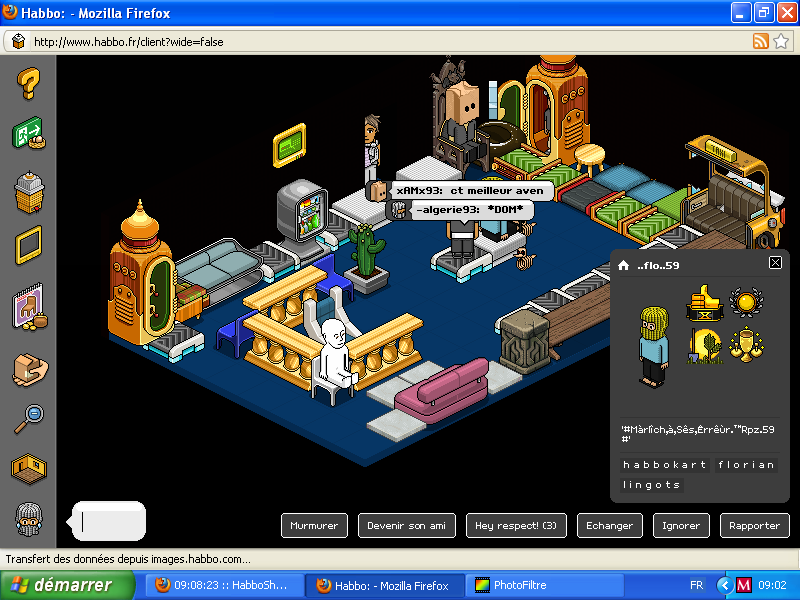 Habbo: - Mozilla Firefox
http://www.habbo.fr/client?wide=false
TAXI
xAMx93: ct meilleur aven
-algerie93: *DOM*
..flo..59
'#Màrlîch,à,Sês,Êrrêùr.™Rpz.59
#'
habbokart florian
lingots
Murmurer Devenir son ami Hey respect! (3) Echanger Ignorer Rapporter
Transfert des données depuis images.habbo.com...
démarrer 09:08:23 :: HabboSh... Habbo: - Mozilla Firefox PhotoFiltre FR M 09:02